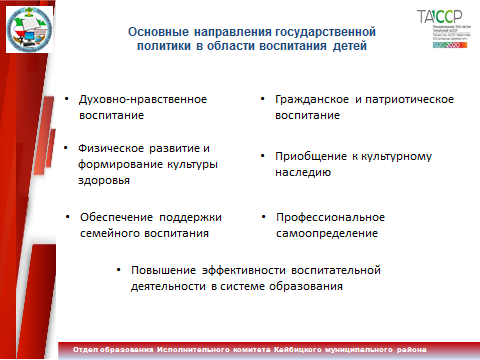 Основные направления государственной
политики в области воспитания детей
ТАССР
1920-2020
• Духовно-нравственное
воспитание
• Гражданское и патриотическое
воспитание
• Физическое развитие и
формирование культуры
здоровья
• Приобщение к культурному
наследию
• Обеспечение поддержки
семейного воспитания
• Профессиональное
самоопределение
• Повышение эффективности воспитательной
деятельности в системе образования
Отдел образования Исполнительного комитета Кайбицкого муниципального района